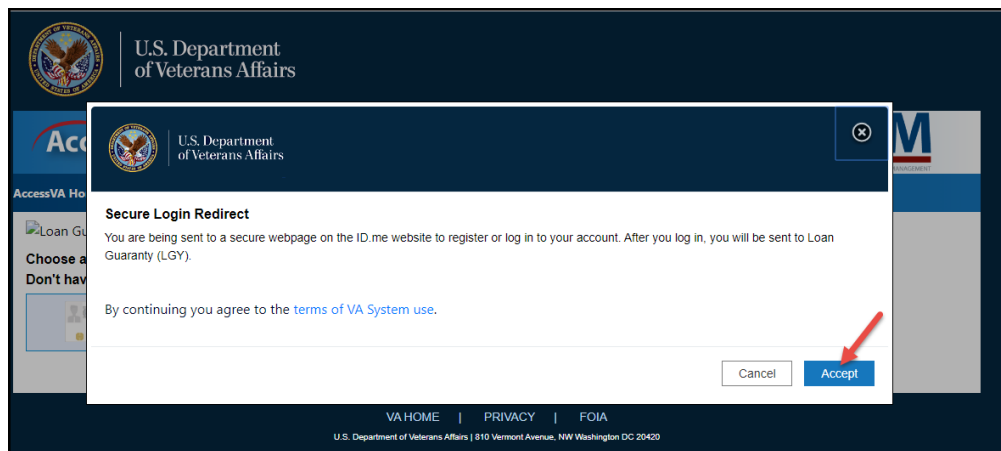 U.S. Department
of Veterans Affairs
Acc
M
MANAGEMENT
U.S. Department
of Veterans Affairs
AccessVA Ho
Secure Login Redirect
You are being sent to a secure webpage on the ID.me website to register or log in to your account. After you log in, you will be sent to Loan
Guaranty (LGY).
Loan Gu
Choose a
Don't hav
By continuing you agree to the terms of VA System use.
Cancel Accept
VA HOME | PRIVACY | FOIA
U.S. Department of Veterans Affairs | 810 Vermont Avenue, NW Washington DC 20420